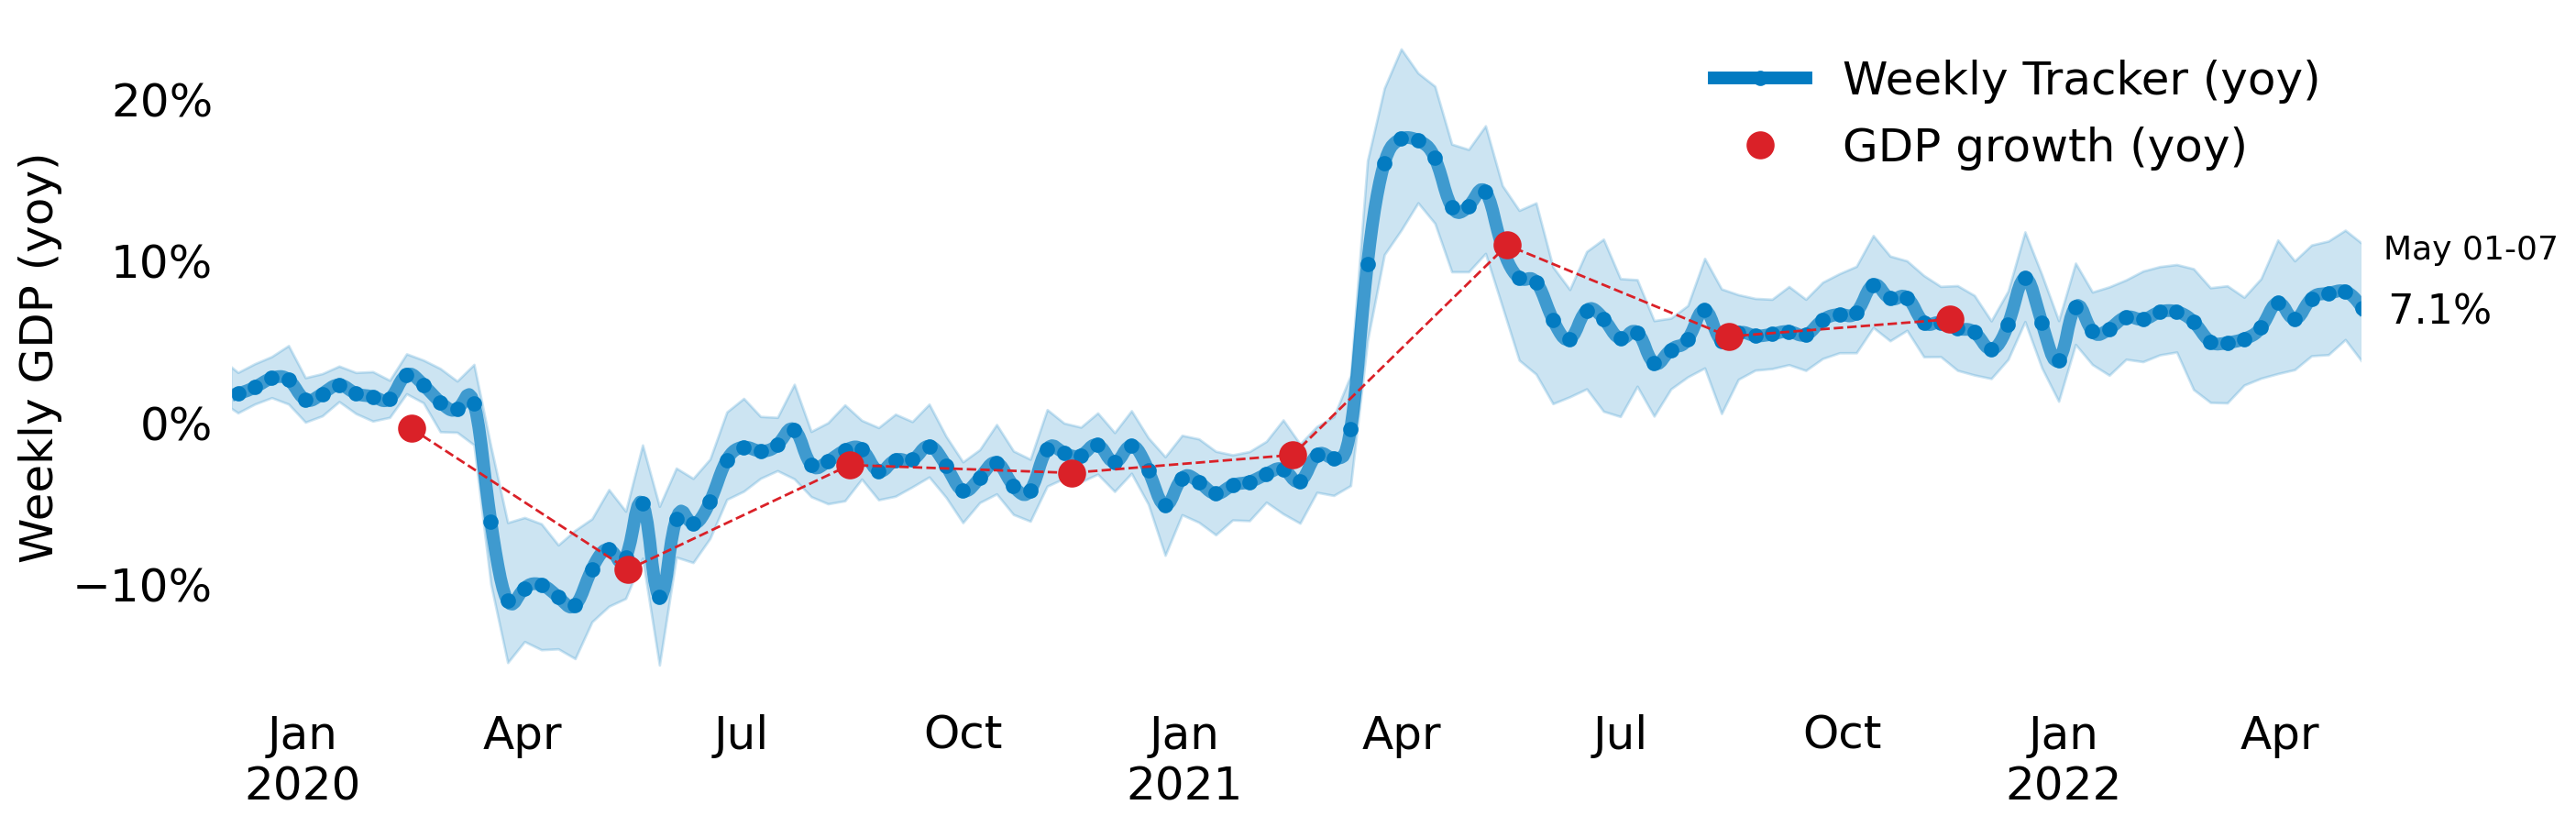 Weekly GDP (yoy)
20%
10%
0%
−10%
Weekly Tracker (yoy)
GDP growth (yoy)
May 01-07
7.1%
Jan Apr Jul Oct Jan Apr Jul Oct Jan Apr
2020 2021 2022